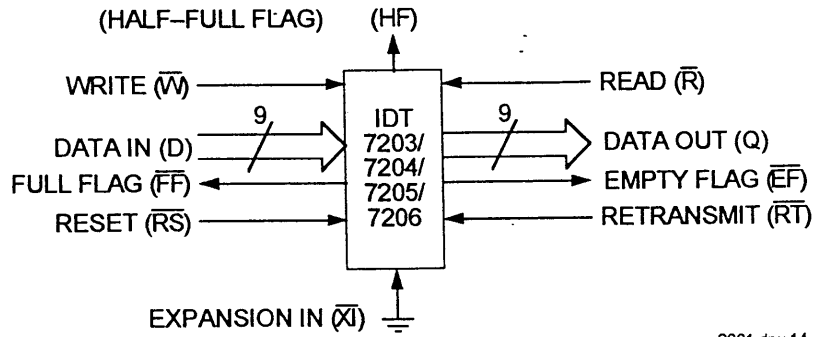 (HALF–FULL FLAG) (HF)
WRITE (W̅)
READ (R̅)
9
IDT
7203/
7204/
7205/
7206
9
DATA IN (D)
DATA OUT (Q)
FULL FLAG (F̅F̅)
EMPTY FLAG (E̅F̅)
RESET (R̅S̅)
RETRANSMIT (R̅T̅)
EXPANSION IN (X̅I̅)